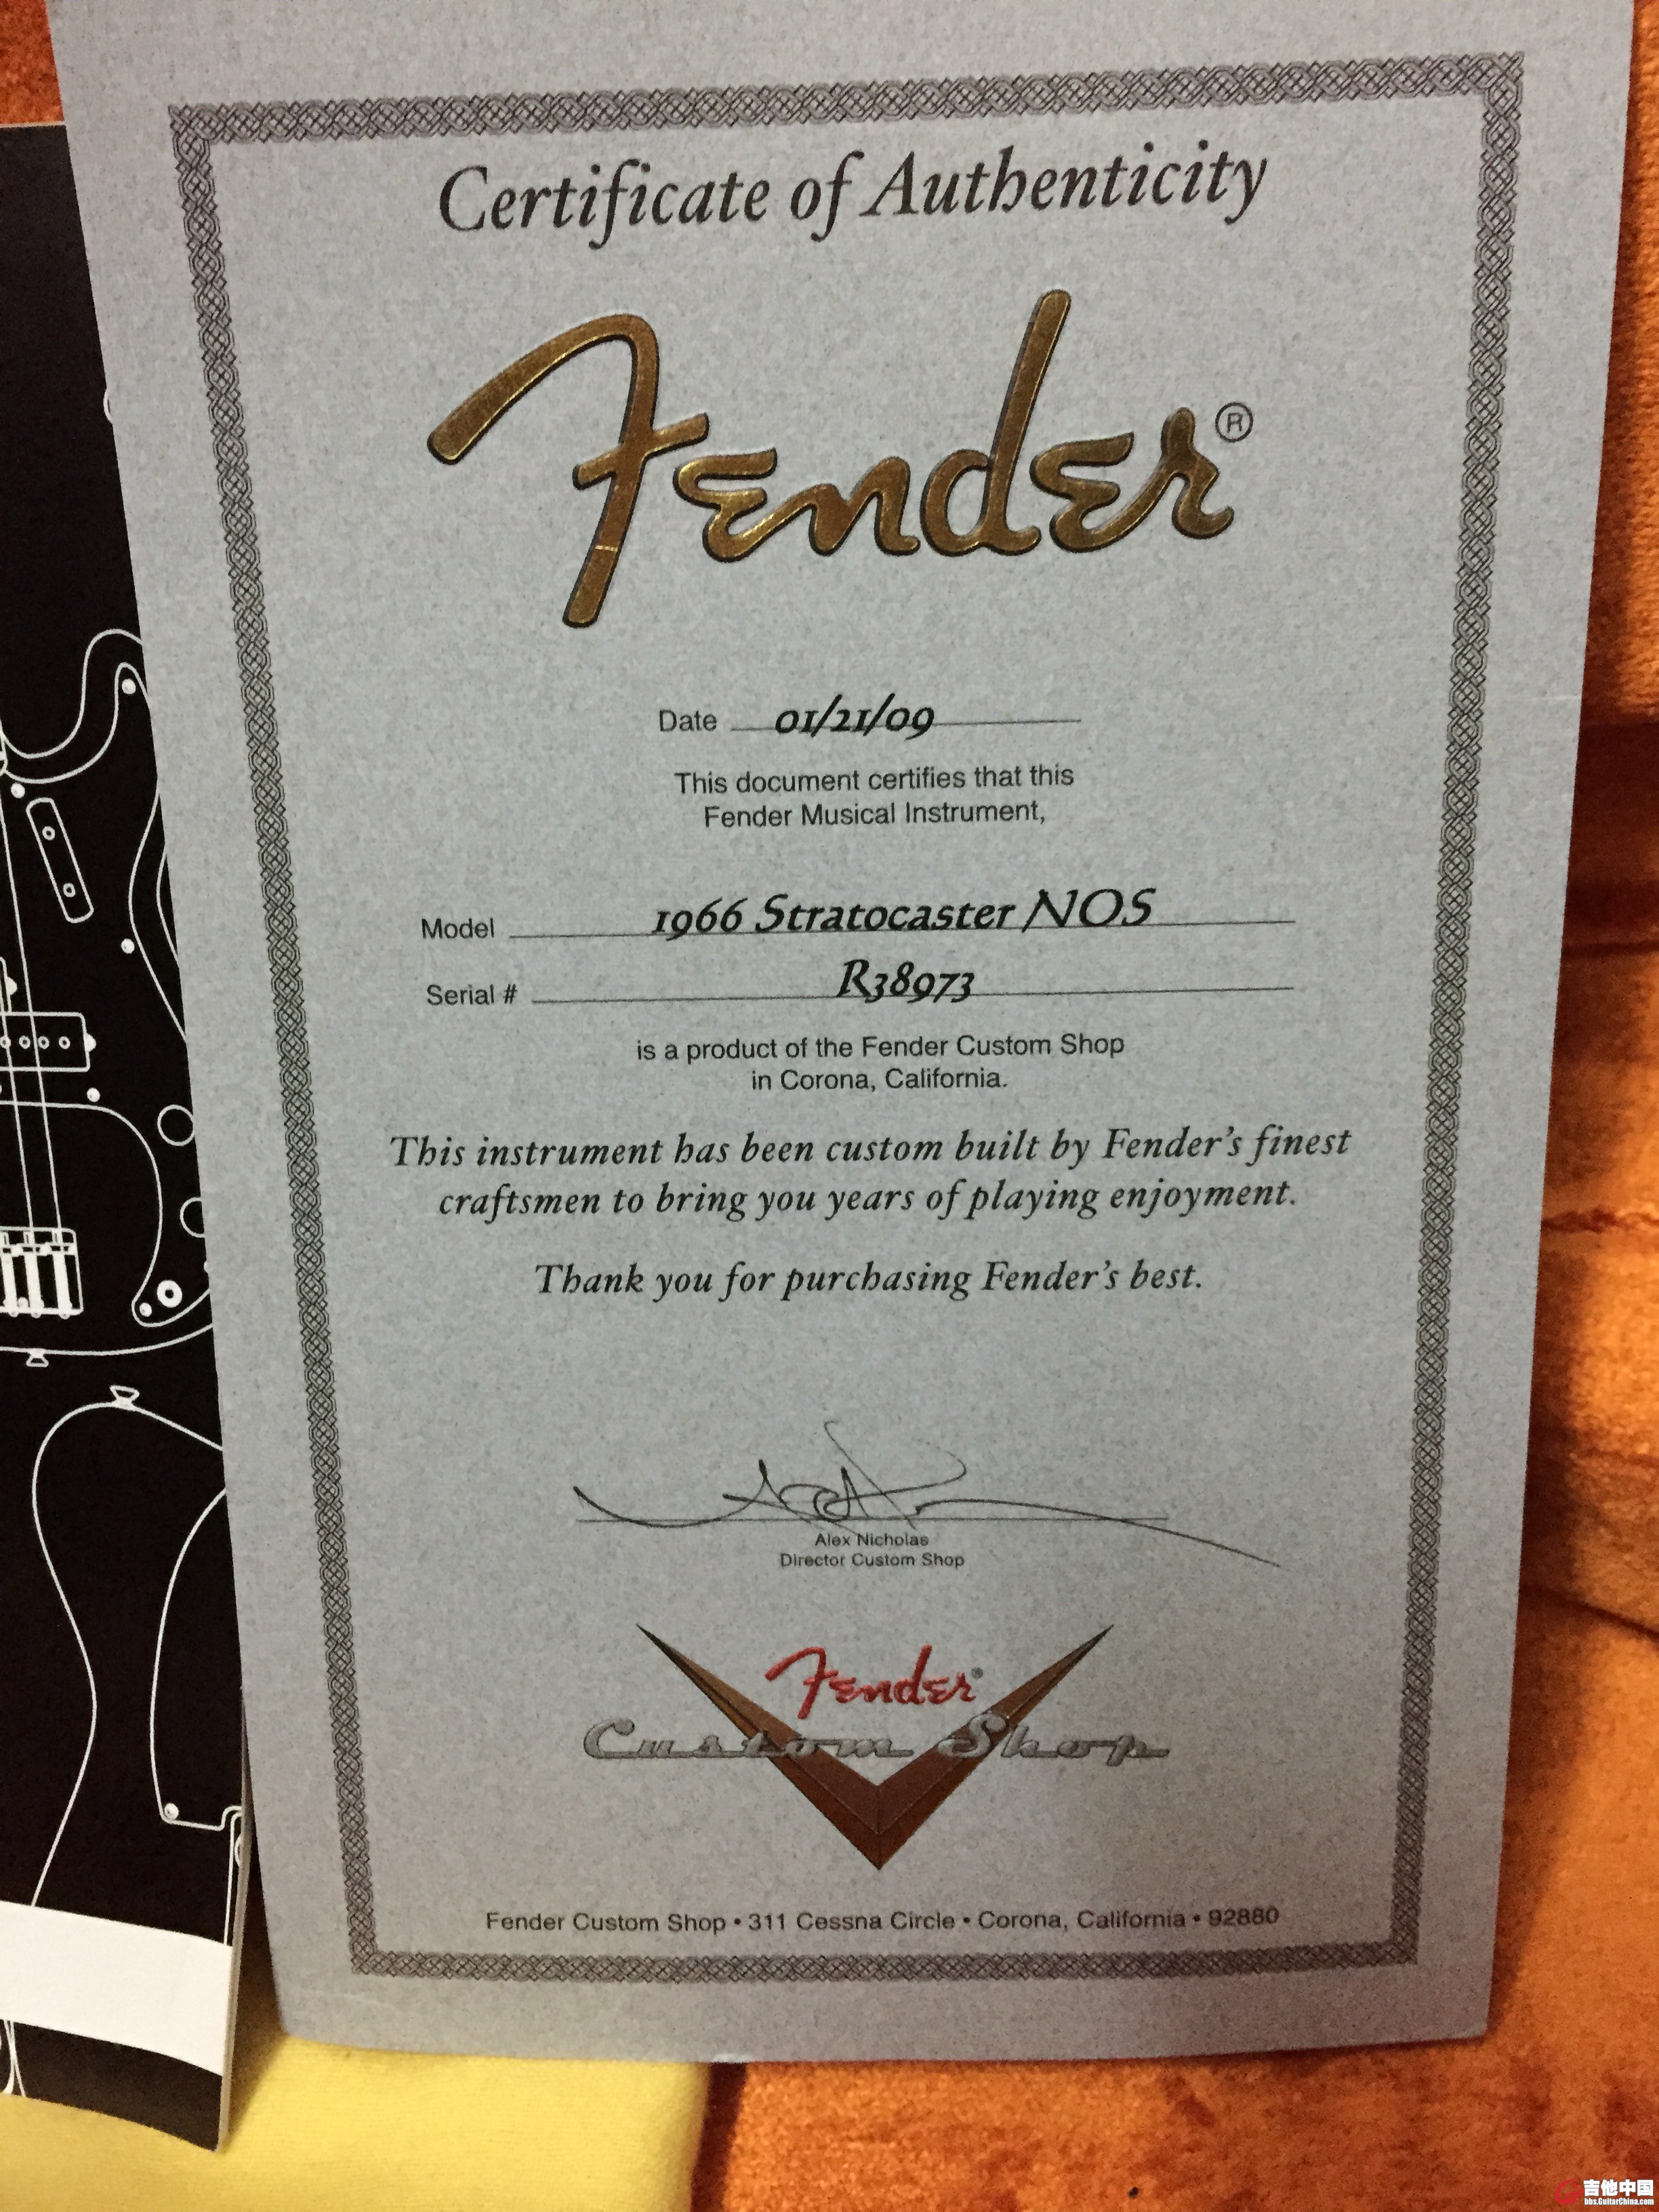 Certificate of Authenticity
Fender®
Date 01/21/09
This document certifies that this
Fender Musical Instrument,
Model 1966 Stratocaster NOS
Serial # R38973
is a product of the Fender Custom Shop
in Corona, California.
This instrument has been custom built by Fender's finest
craftsmen to bring you years of playing enjoyment.
Thank you for purchasing Fender's best.
Alex Nicholas
Director Custom Shop
Fender®
Custom Shop
Fender Custom Shop • 311 Cessna Circle • Corona, California • 92880
吉他中国
bbs.GuitarChina.com